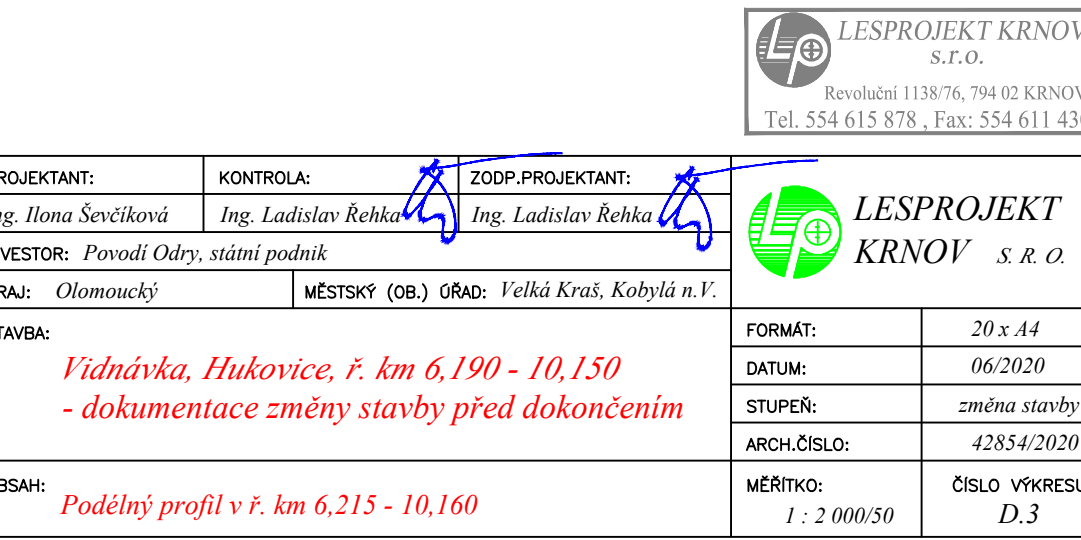 LESPROJEKT KRNOV
s.r.o.
Revoluční 1138/76, 794 02 KRNOV
Tel. 554 615 878 , Fax: 554 611 430
ROJEKTANT: KONTROLA: ZODP.PROJEKTANT:
ng. Ilona Ševčíková Ing. Ladislav Řehka Ing. Ladislav Řehka
VESTOR: Povodí Odry, státní podnik
RAJ: Olomoucký MĚSTSKÝ (OB.) ÚŘAD: Velká Kraš, Kobylá n.V.
LESPROJEKT
KRNOV S. R. O.
TAVBA:
Vidnávka, Hukovice, ř. km 6,190 - 10,150
- dokumentace změny stavby před dokončením
FORMÁT: 20 x A4
DATUM: 06/2020
STUPEŇ: změna stavby
ARCH.ČÍSLO: 42854/2020
BSAH:
Podélný profil v ř. km 6,215 - 10,160
MĚŘÍTKO: ČÍSLO VÝKRESU
1 : 2 000/50 D.3